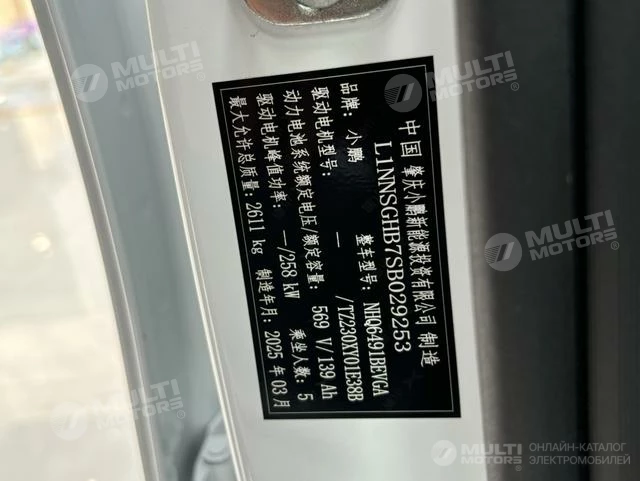 中国 肇庆小鹏新能源投资有限公司 制造
L1NNSGHB7SB029253
品牌: 小鹏 整车型号: NHQ6491BEVGA
驱动电机型号: —/TZ230XY01E38B
动力电池系统额定电压/额定容量: 569 V/139 Ah
驱动电机峰值功率: —/258 kW 乘坐人数: 5
最大允许总质量: 2611 kg 制造年月: 2025 年 03月
MULTI MOTORS®
MULTI MOTORS®
MULTI MOTORS®
MULTI MOTORS®
MULTI MOTORS®
ОНЛАЙН-КАТАЛОГ
ЭЛЕКТРОМОБИЛЕЙ